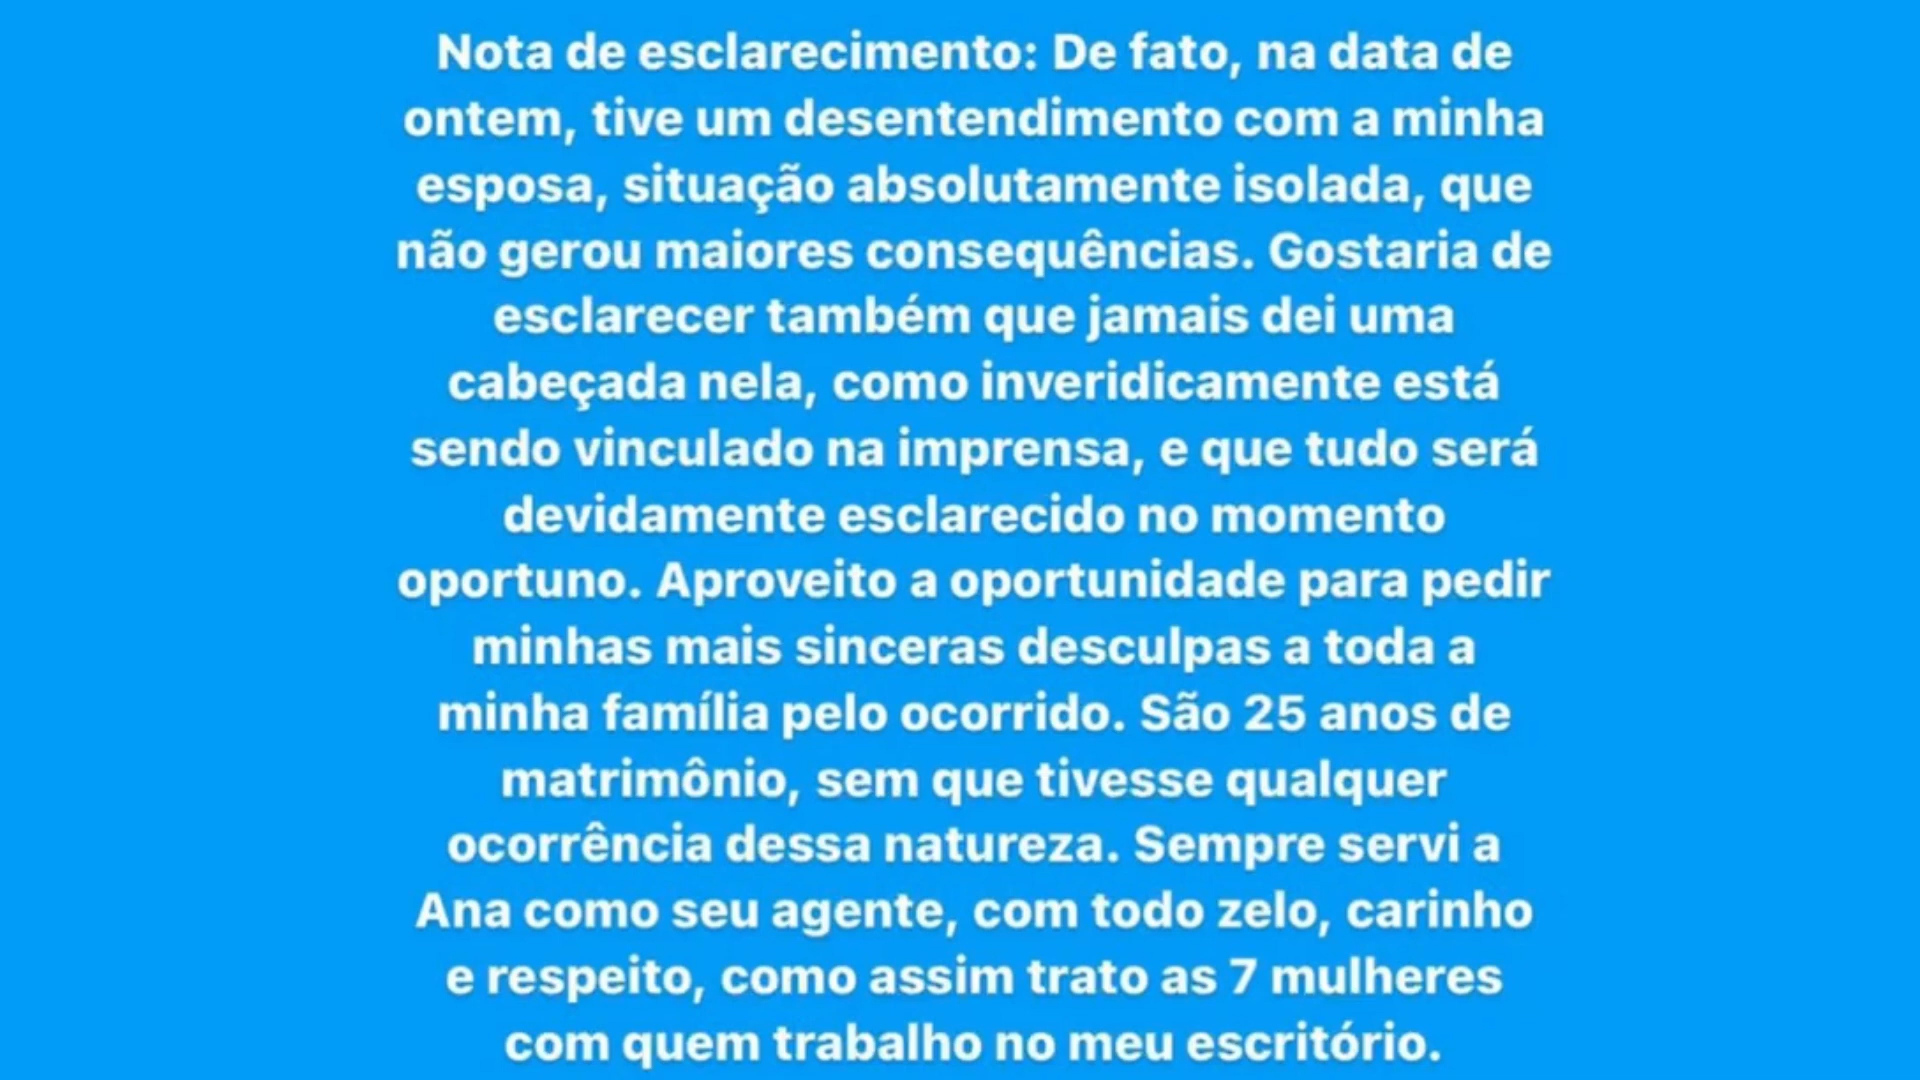 Nota de esclarecimento: De fato, na data de
ontem, tive um desentendimento com a minha
esposa, situação absolutamente isolada, que
não gerou maiores consequências. Gostaria de
esclarecer também que jamais dei uma
cabeçada nela, como inveridicamente está
sendo vinculado na imprensa, e que tudo será
devidamente esclarecido no momento
oportuno. Aproveito a oportunidade para pedir
minhas mais sinceras desculpas a toda a
minha família pelo ocorrido. São 25 anos de
matrimônio, sem que tivesse qualquer
ocorrência dessa natureza. Sempre servi a
Ana como seu agente, com todo zelo, carinho
e respeito, como assim trato as 7 mulheres
com quem trabalho no meu escritório.